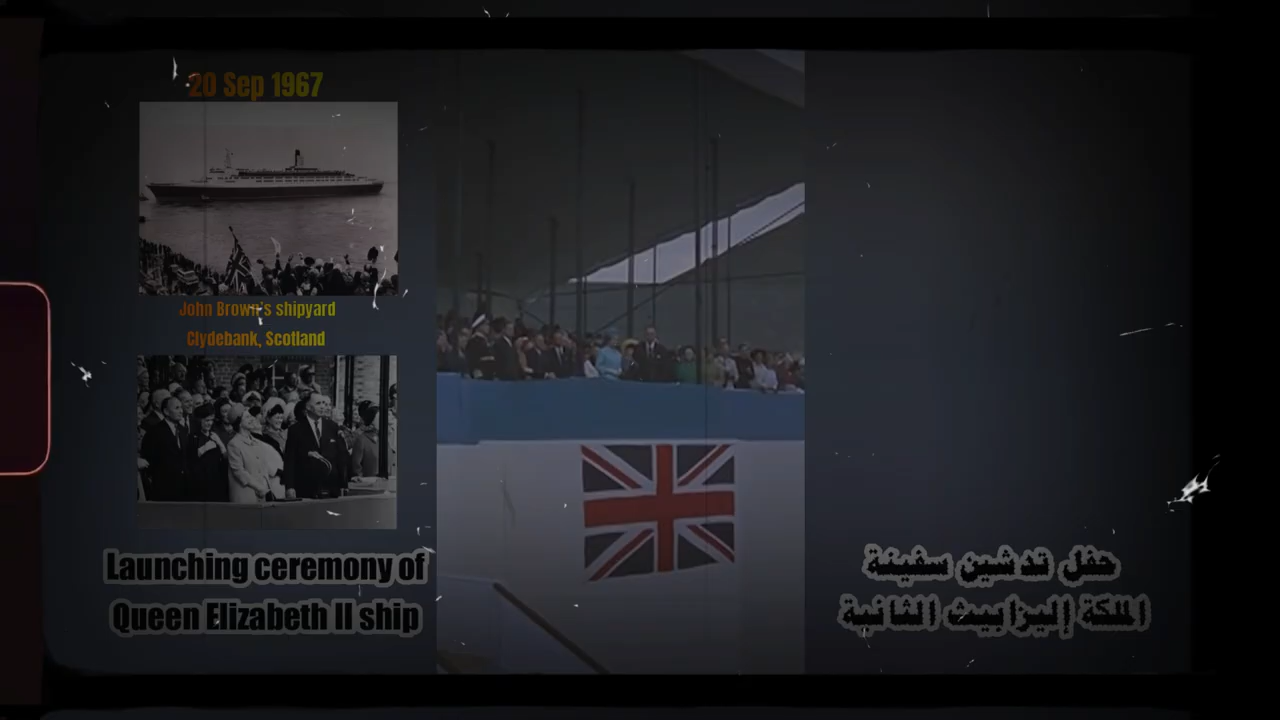 20 Sep 1967
John Brown's shipyard
Clydebank, Scotland
Launching ceremony of
Queen Elizabeth II ship
حفل تدشين سفينة
الملكة إليزابيث الثانية